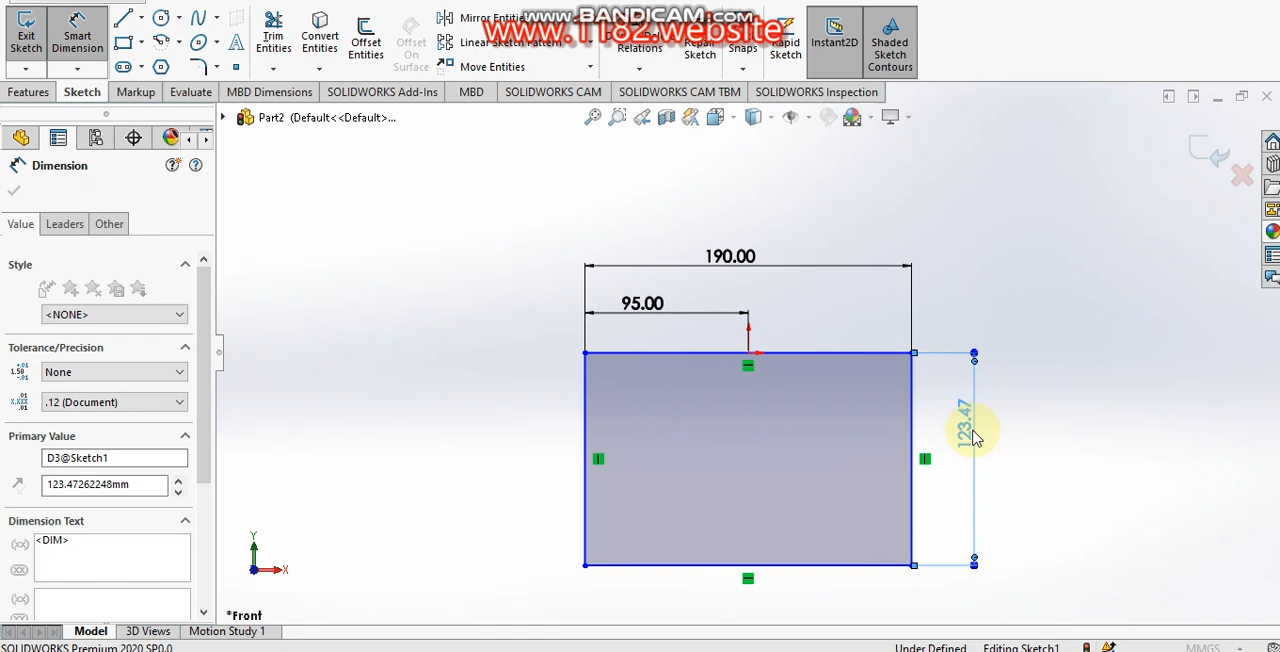 www.BANDICAM.com
www.1182.website
Exit Sketch
Smart Dimension
Trim Entities
Convert Entities
Offset Entities
Offset On Surface
Mirror Entities
Linear Sketch Pattern
Move Entities
Relations
Repair Sketch
Snaps
Rapid Sketch
Instant2D
Shaded Sketch Contours
Features
Sketch
Markup
Evaluate
MBD Dimensions
SOLIDWORKS Add-Ins
MBD
SOLIDWORKS CAM
SOLIDWORKS CAM TBM
SOLIDWORKS Inspection
Part2 (Default<<Default>...
Dimension
Value
Leaders
Other
Style
<NONE>
Tolerance/Precision
None
.12 (Document)
Primary Value
D3@Sketch1
123.47262248mm
Dimension Text
<DIM>
190.00
95.00
123.47
Y
X
*Front
Model
3D Views
Motion Study 1
SOLIDWORKS Premium 2020 SP0.0
Under Defined
Editing Sketch1
MMGS